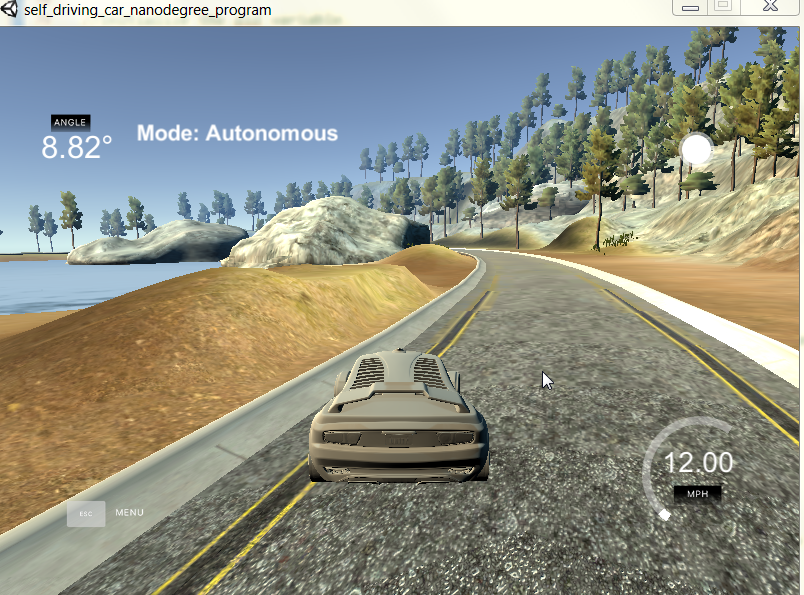 self_driving_car_nanodegree_program
ANGLE
8.82°
Mode: Autonomous
12.00
MPH
ESC
MENU